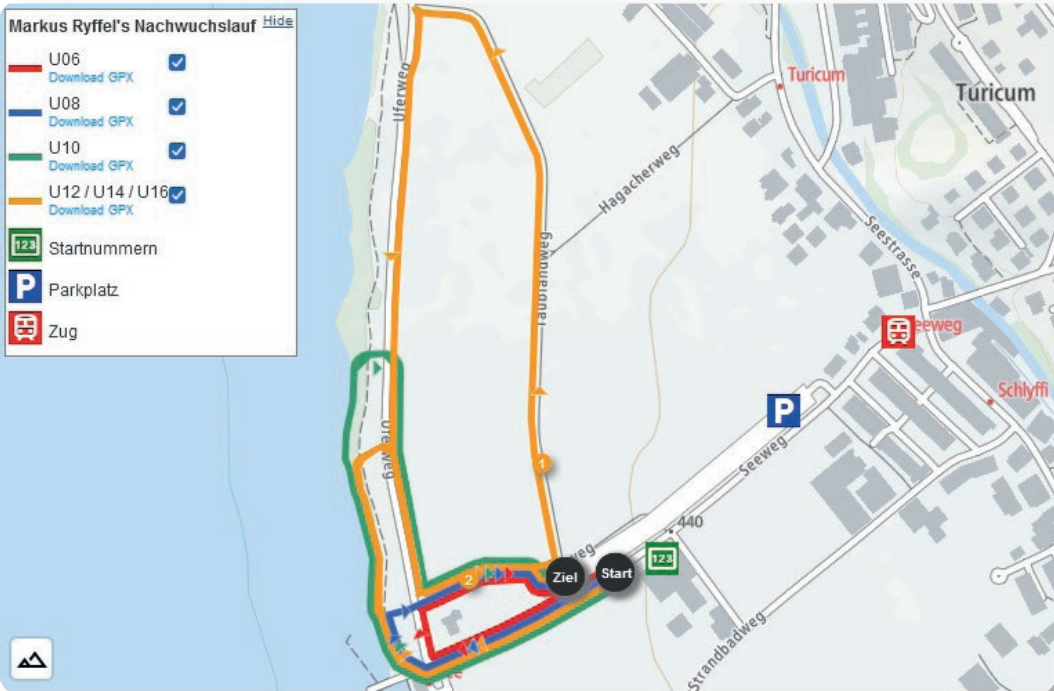 Markus Ryffel's Nachwuchslauf Hide
U06
Download GPX
U08
Download GPX
U10
Download GPX
U12 / U14 / U16
Download GPX
123 Startnummern
P Parkplatz
Zug
Uferweg
Turicum
Turicum
Hagacherweg
Seestrasse
Uferweg
P
Schlyffi
Seeweg
1
440
123
2
Ziel
Start
Strandbadweg